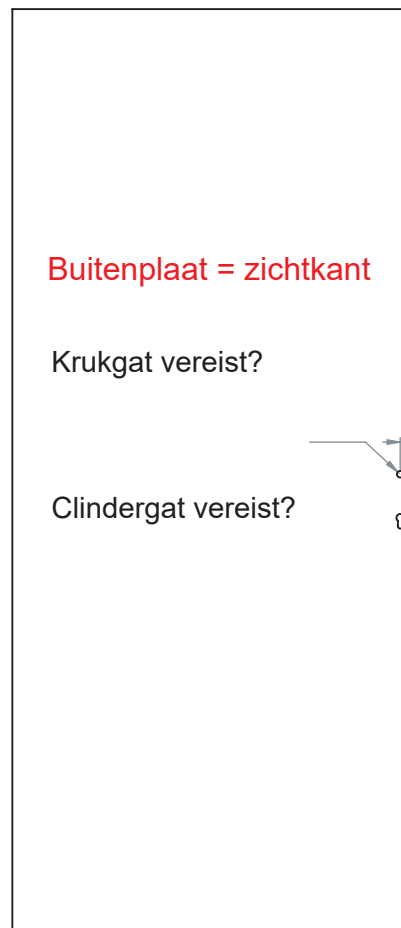 Buitenplaat = zichtkant
Krukgat vereist?
Clindergat vereist?